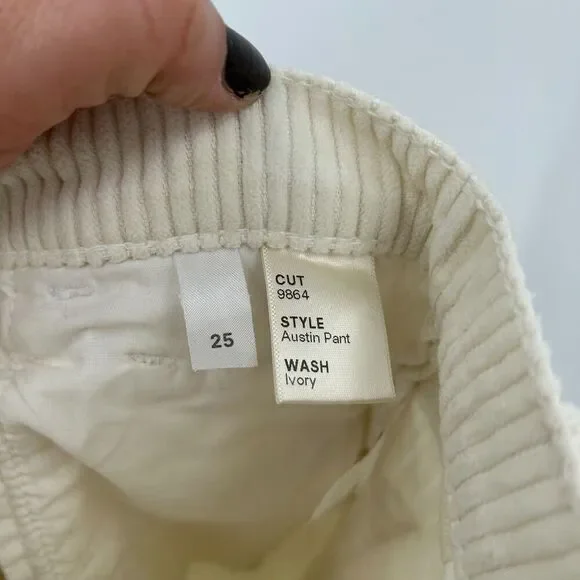 25
CUT
9864
STYLE
Austin Pant
WASH
Ivory